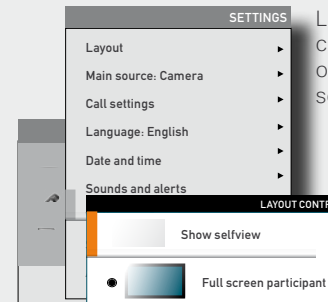 SETTINGS
Layout
Main source: Camera
Call settings
Language: English
Date and time
Sounds and alerts
LAYOUT CONTR
Show selfview
Full screen participant
L
c
o
s